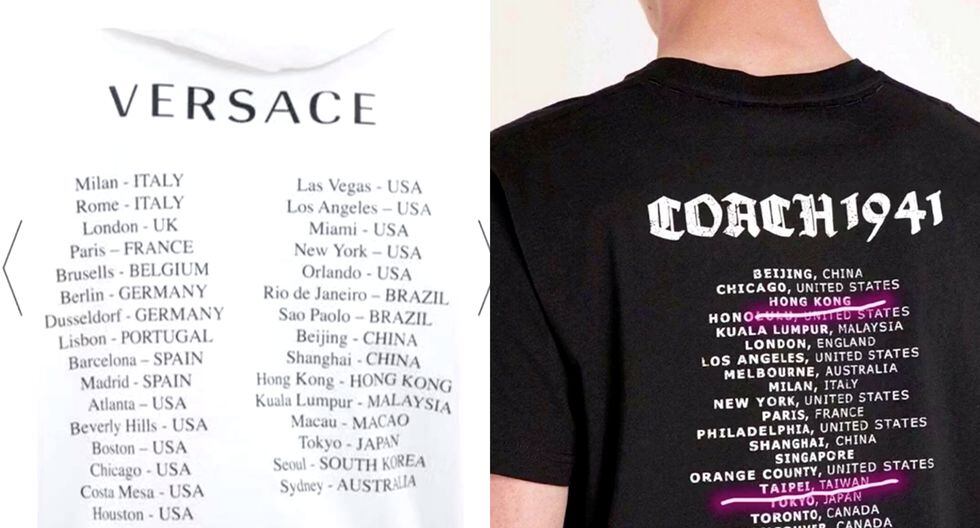 VERSACE
Milan - ITALY
Rome - ITALY
London - UK
Paris – FRANCE
Brusells - BELGIUM
Berlin - GERMANY
Dusseldorf - GERMANY
Lisbon - PORTUGAL
Barcelona – SPAIN
Madrid - SPAIN
Atlanta – USA
Beverly Hills - USA
Boston – USA
Chicago - USA
Costa Mesa - USA
Houston - USA
Las Vegas - USA
Los Angeles – USA
Miami - USA
New York – USA
Orlando - USA
Rio de Janeiro – BRAZIL
Sao Paolo – BRAZIL
Beijing - CHINA
Shanghai - CHINA
Hong Kong - HONG KONG
Kuala Lumpur - MALAYSIA
Macau - MACAO
Tokyo - JAPAN
Seoul - SOUTH KOREA
Sydney - AUSTRALIA
COACH 1941
BEIJING, CHINA
CHICAGO, UNITED STATES
HONG KONG
HONOLULU, UNITED STATES
KUALA LUMPUR, MALAYSIA
LONDON, ENGLAND
LOS ANGELES, UNITED STATES
MELBOURNE, AUSTRALIA
MILAN, ITALY
NEW YORK, UNITED STATES
PARIS, FRANCE
PHILADELPHIA, UNITED STATES
SHANGHAI, CHINA
SINGAPORE
ORANGE COUNTY, UNITED STATES
TAIPEI, TAIWAN
TOKYO, JAPAN
TORONTO, CANADA
VANCOUVER, CANADA